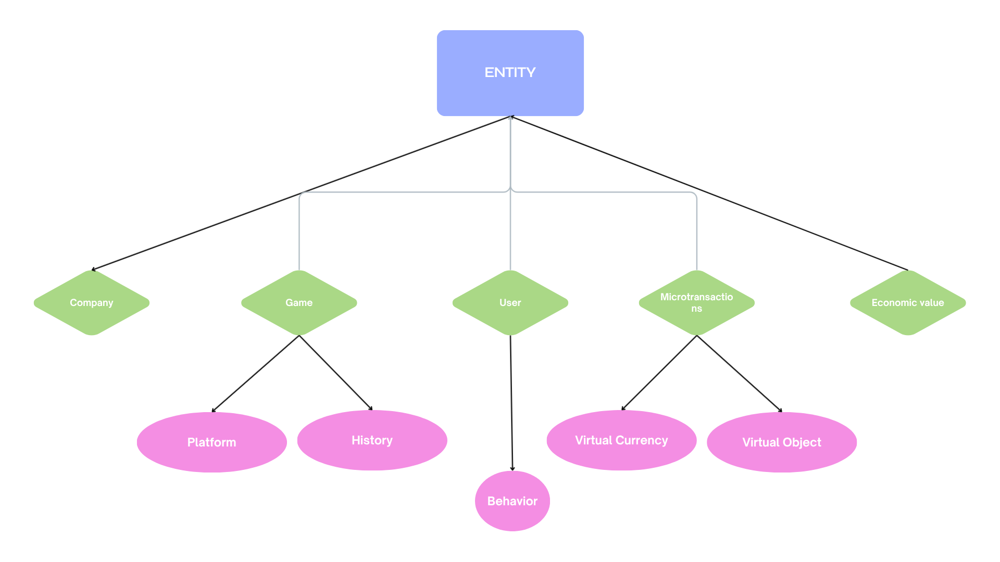 ENTITY
Company
Game
User
Microtransactio
ns
Economic value
Platform
History
Virtual Currency
Virtual Object
Behavior